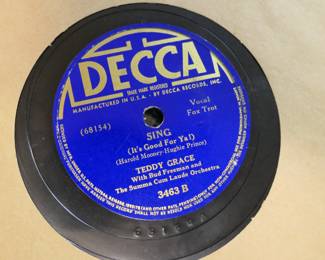 DECCA
TRADE MARK REGISTERED
MANUFACTURED IN U.S.A. - BY DECCA RECORDS, INC.
(68154)
Vocal
Fox Trot
SING
(It's Good For Ya!)
(Harold Mooney-Hughie Prince)
TEDDY GRACE
With Bud Freeman and
The Summa Cum Laude Orchestra
3463 B